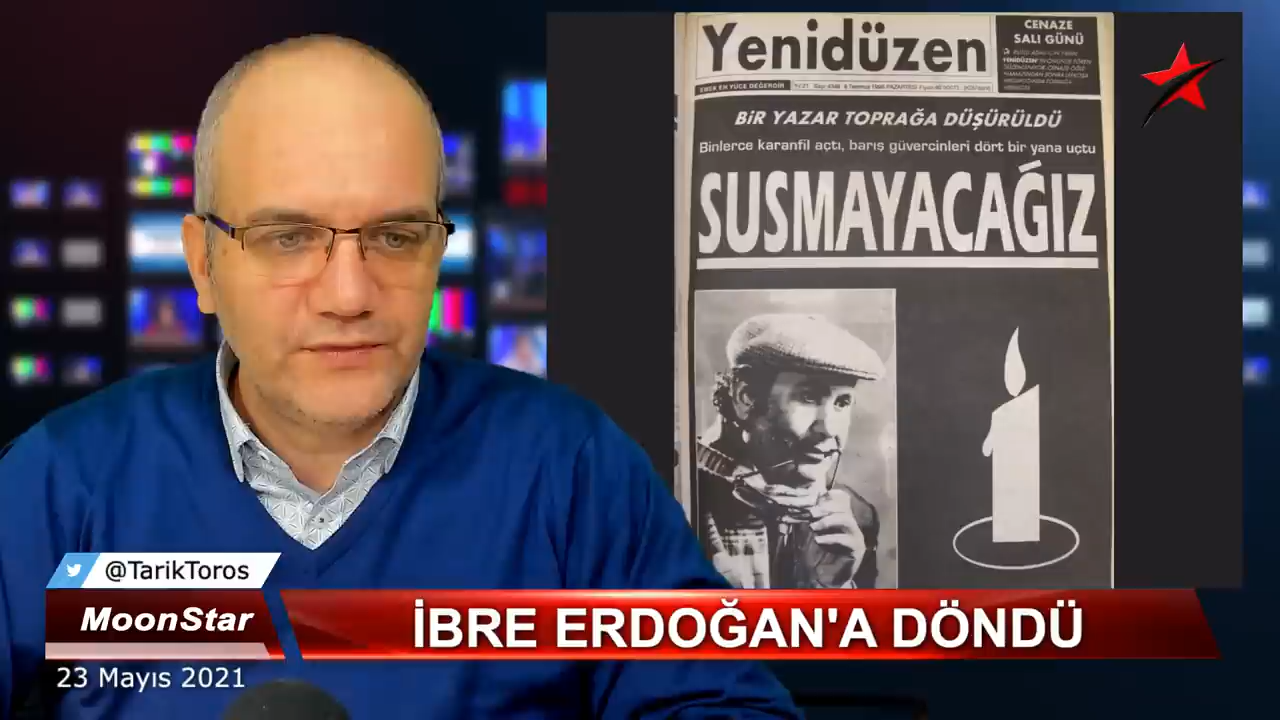 Yenidüzen
CENAZE
SALI GÜNÜ
EMEK EN YÜCE DEĞERDİR
BİR YAZAR TOPRAĞA DÜŞÜRÜLDÜ
Binlerce karanfil açtı, barış güvercinleri dört bir yana uçtu
SUSMAYACAĞIZ
@TarikToros
MoonStar
İBRE ERDOĞAN'A DÖNDÜ
23 Mayıs 2021